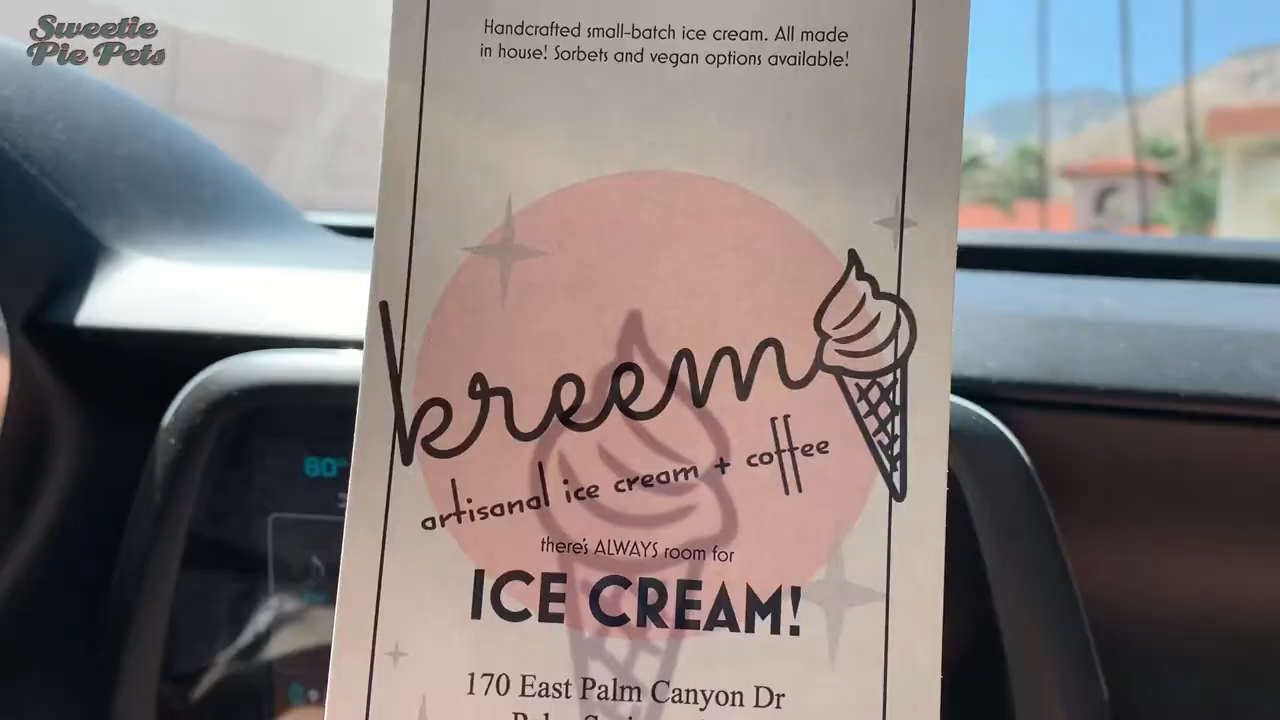 Sweetie
Pie Pets
Handcrafted small-batch ice cream. All made
in house! Sorbets and vegan options available!
kreem
artisanal ice cream + coffee
there's ALWAYS room for
ICE CREAM!
170 East Palm Canyon Dr
80°